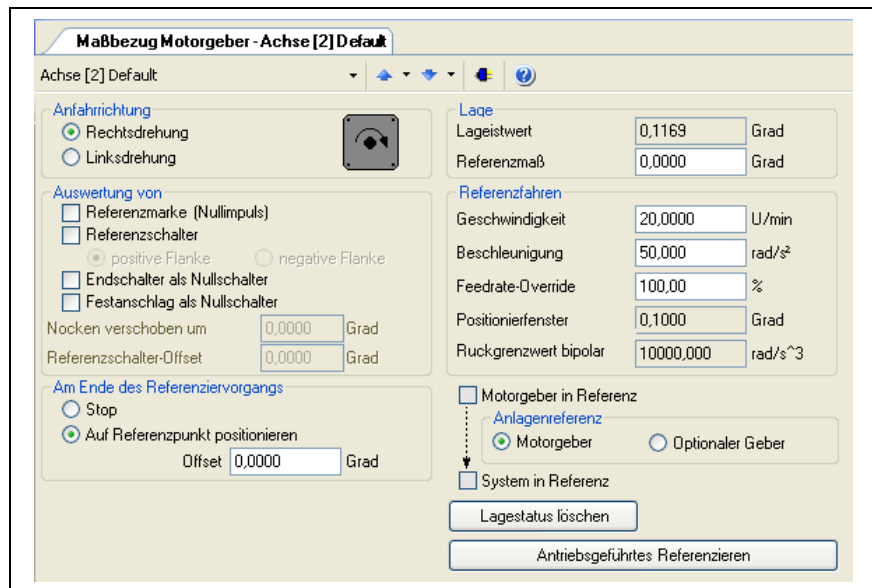 Maßbezug Motorgeber - Achse [2] Default
Achse [2] Default
Anfahrrichtung
Rechtsdrehung
Linksdrehung
Auswertung von
Referenzmarke (Nullimpuls)
Referenzschalter
positive Flanke negative Flanke
Endschalter als Nullschalter
Festanschlag als Nullschalter
Nocken verschoben um 0,0000 Grad
Referenzschalter-Offset 0,0000 Grad
Am Ende des Referenziervorgangs
Stop
Auf Referenzpunkt positionieren
Offset 0,0000 Grad
Lage
Lageistwert 0,1169 Grad
Referenzmaß 0,0000 Grad
Referenzfahren
Geschwindigkeit 20,0000 U/min
Beschleunigung 50,000 rad/s²
Feedrate-Override 100,00 %
Positionierfenster 0,1000 Grad
Ruckgrenzwert bipolar 10000,000 rad/s^3
Motorgeber in Referenz
Anlagenreferenz
Motorgeber Optionaler Geber
System in Referenz
Lagestatus löschen
Antriebsgeführtes Referenzieren